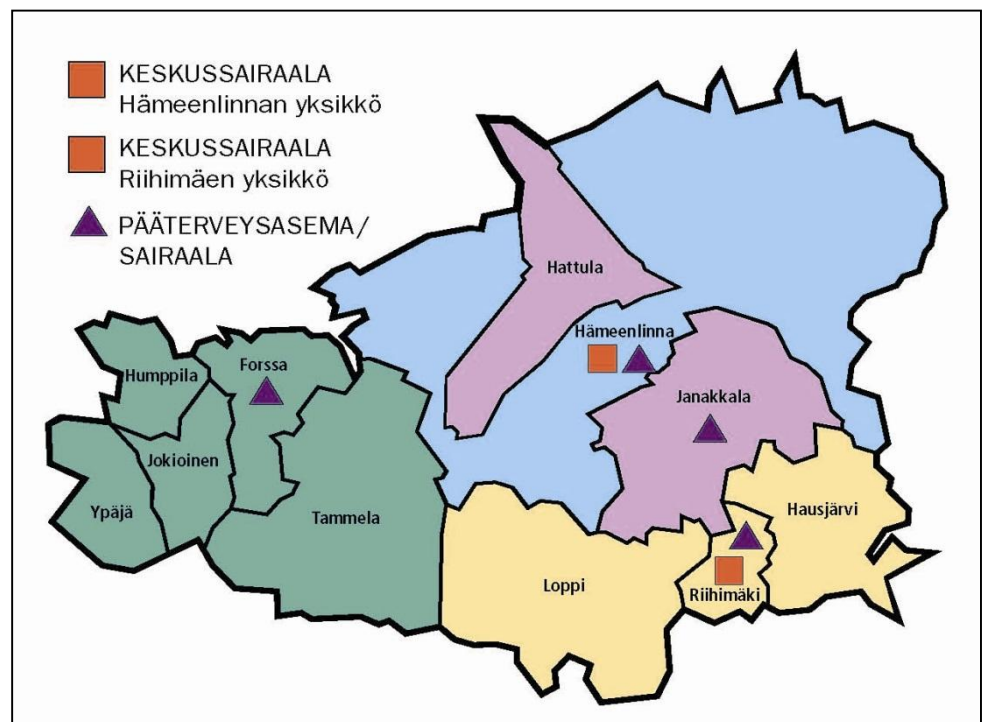 KESKUSSAIRAALA
Hämeenlinnan yksikkö
KESKUSSAIRAALA
Riihimäen yksikkö
PÄÄTERVEYSASEMA/
SAIRAALA
Hattula
Hämeenlinna
Humppila
Forssa
Janakkala
Jokioinen
Ypäjä
Tammela
Hausjärvi
Loppi
Riihimäki